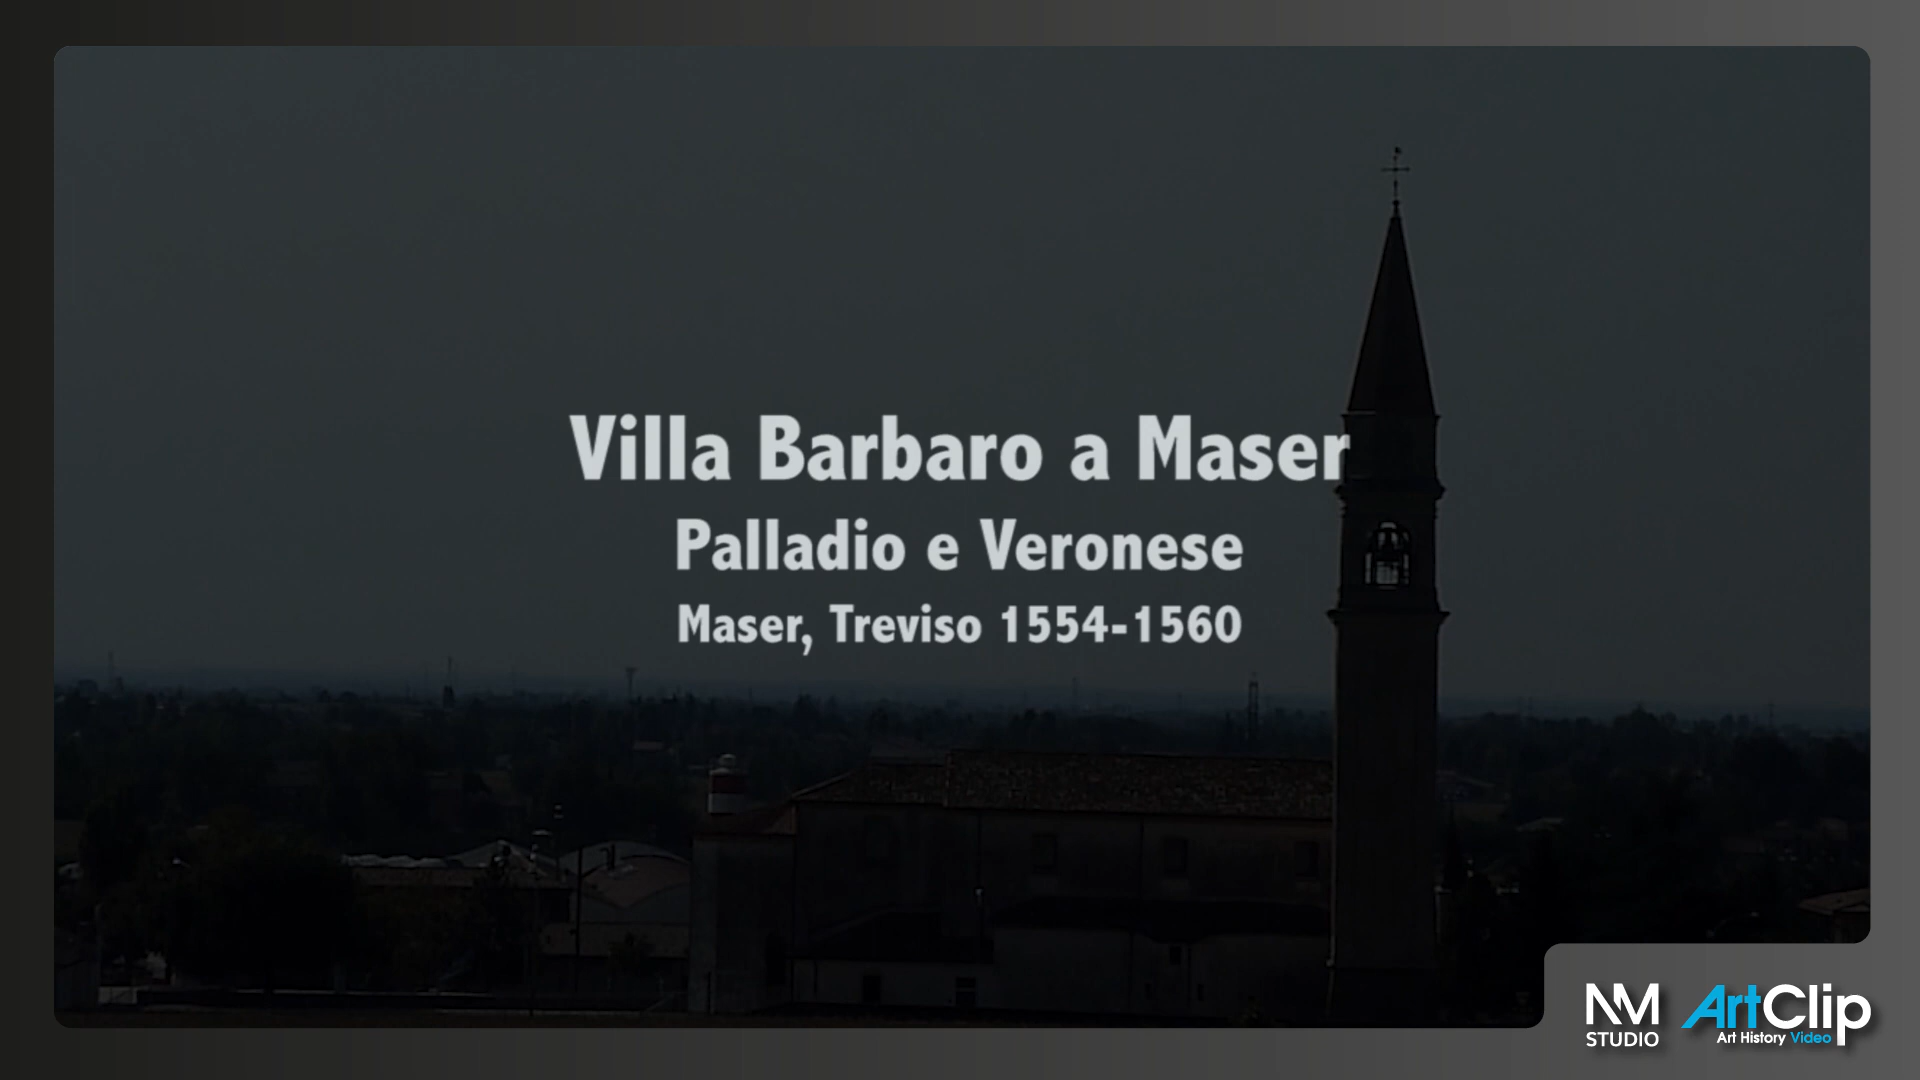 Villa Barbaro a Maser
Palladio e Veronese
Maser, Treviso 1554-1560
NM
STUDIO
ArtClip
Art History Video